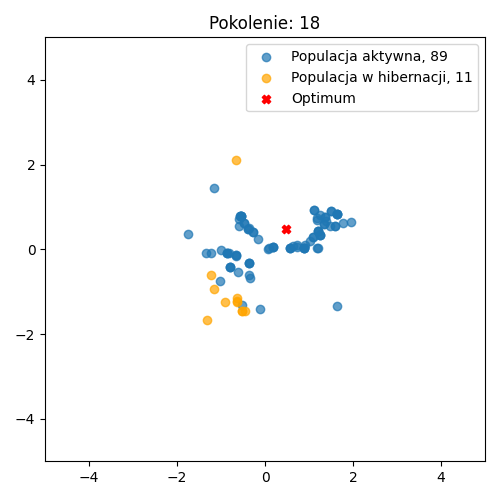 Pokolenie: 18
Populacja aktywna, 89
Populacja w hibernacji, 11
Optimum
4
2
0
−2
−4
−4
−2
0
2
4